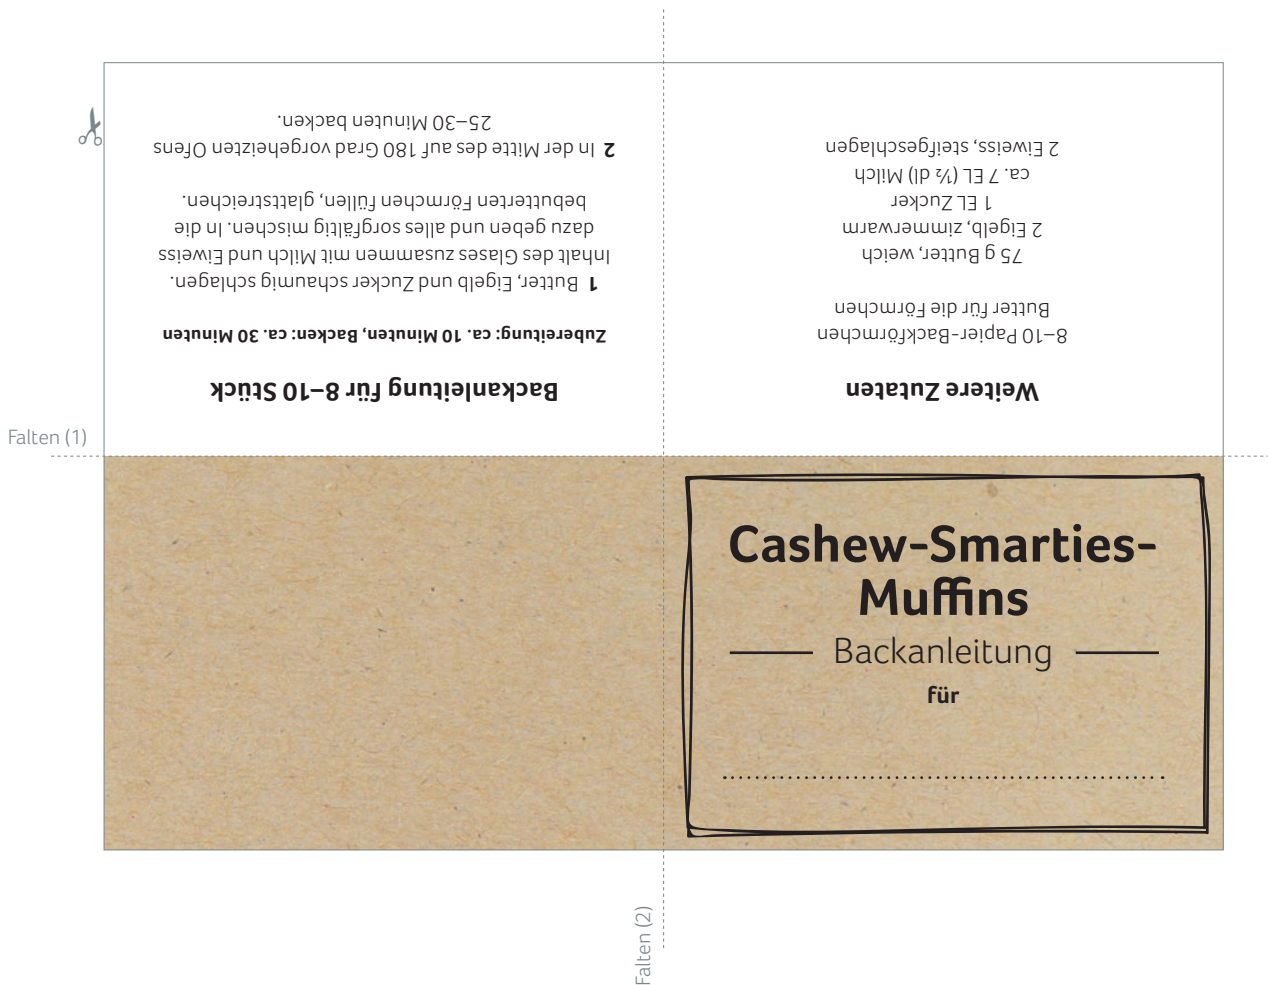 Weitere Zutaten
8–10 Papier-Backförmchen
Butter für die Förmchen
75 g Butter, weich
2 Eigelb, zimmerwarm
1 EL Zucker
ca. 7 EL (½ dl) Milch
2 Eiweiss, steifgeschlagen
Backanleitung für 8–10 Stück
Zubereitung: ca. 10 Minuten, Backen: ca. 30 Minuten
1 Butter, Eigelb und Zucker schaumig schlagen.
Inhalt des Glases zusammen mit Milch und Eiweiss
dazu geben und alles sorgfältig mischen. In die
bebutterten Förmchen füllen, glattstreichen.
2 In der Mitte des auf 180 Grad vorgeheizten Ofens
25–30 Minuten backen.
Falten (1)
Cashew-Smarties-
Muffins
Backanleitung
für
Falten (2)